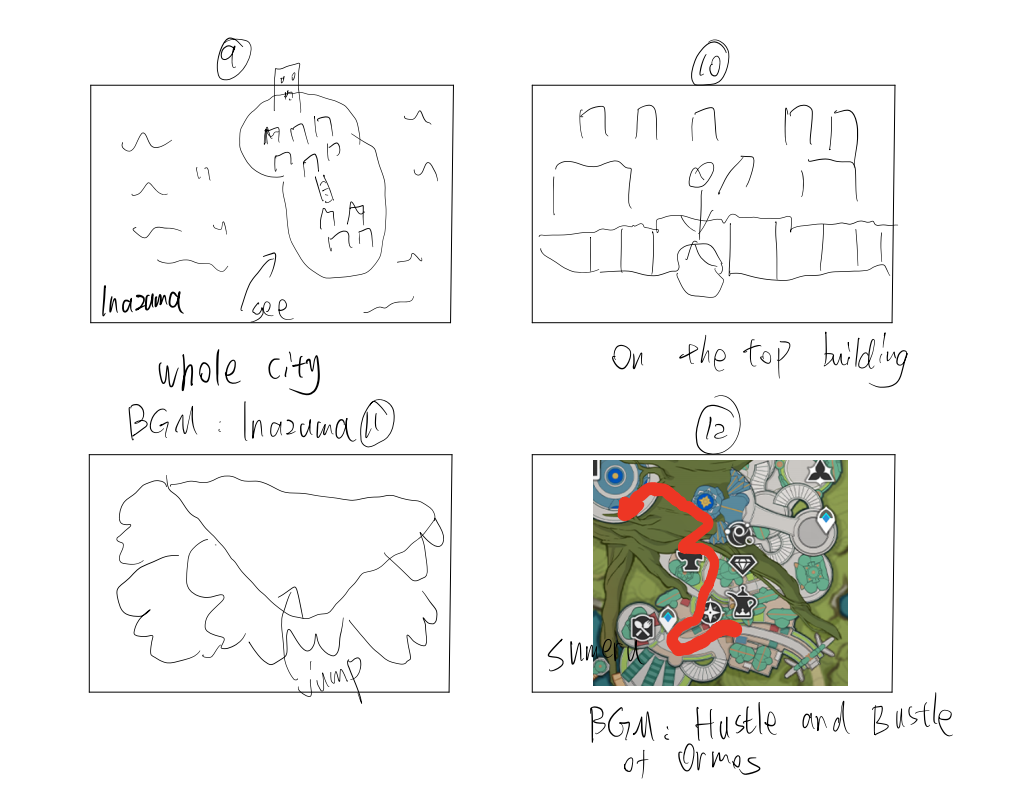 9
10
Inazuma
see
whole city
BGM: Inazuma
on the top building
11
12
jump
Sumeru
BGM: Hustle and Bustle
of Ormos